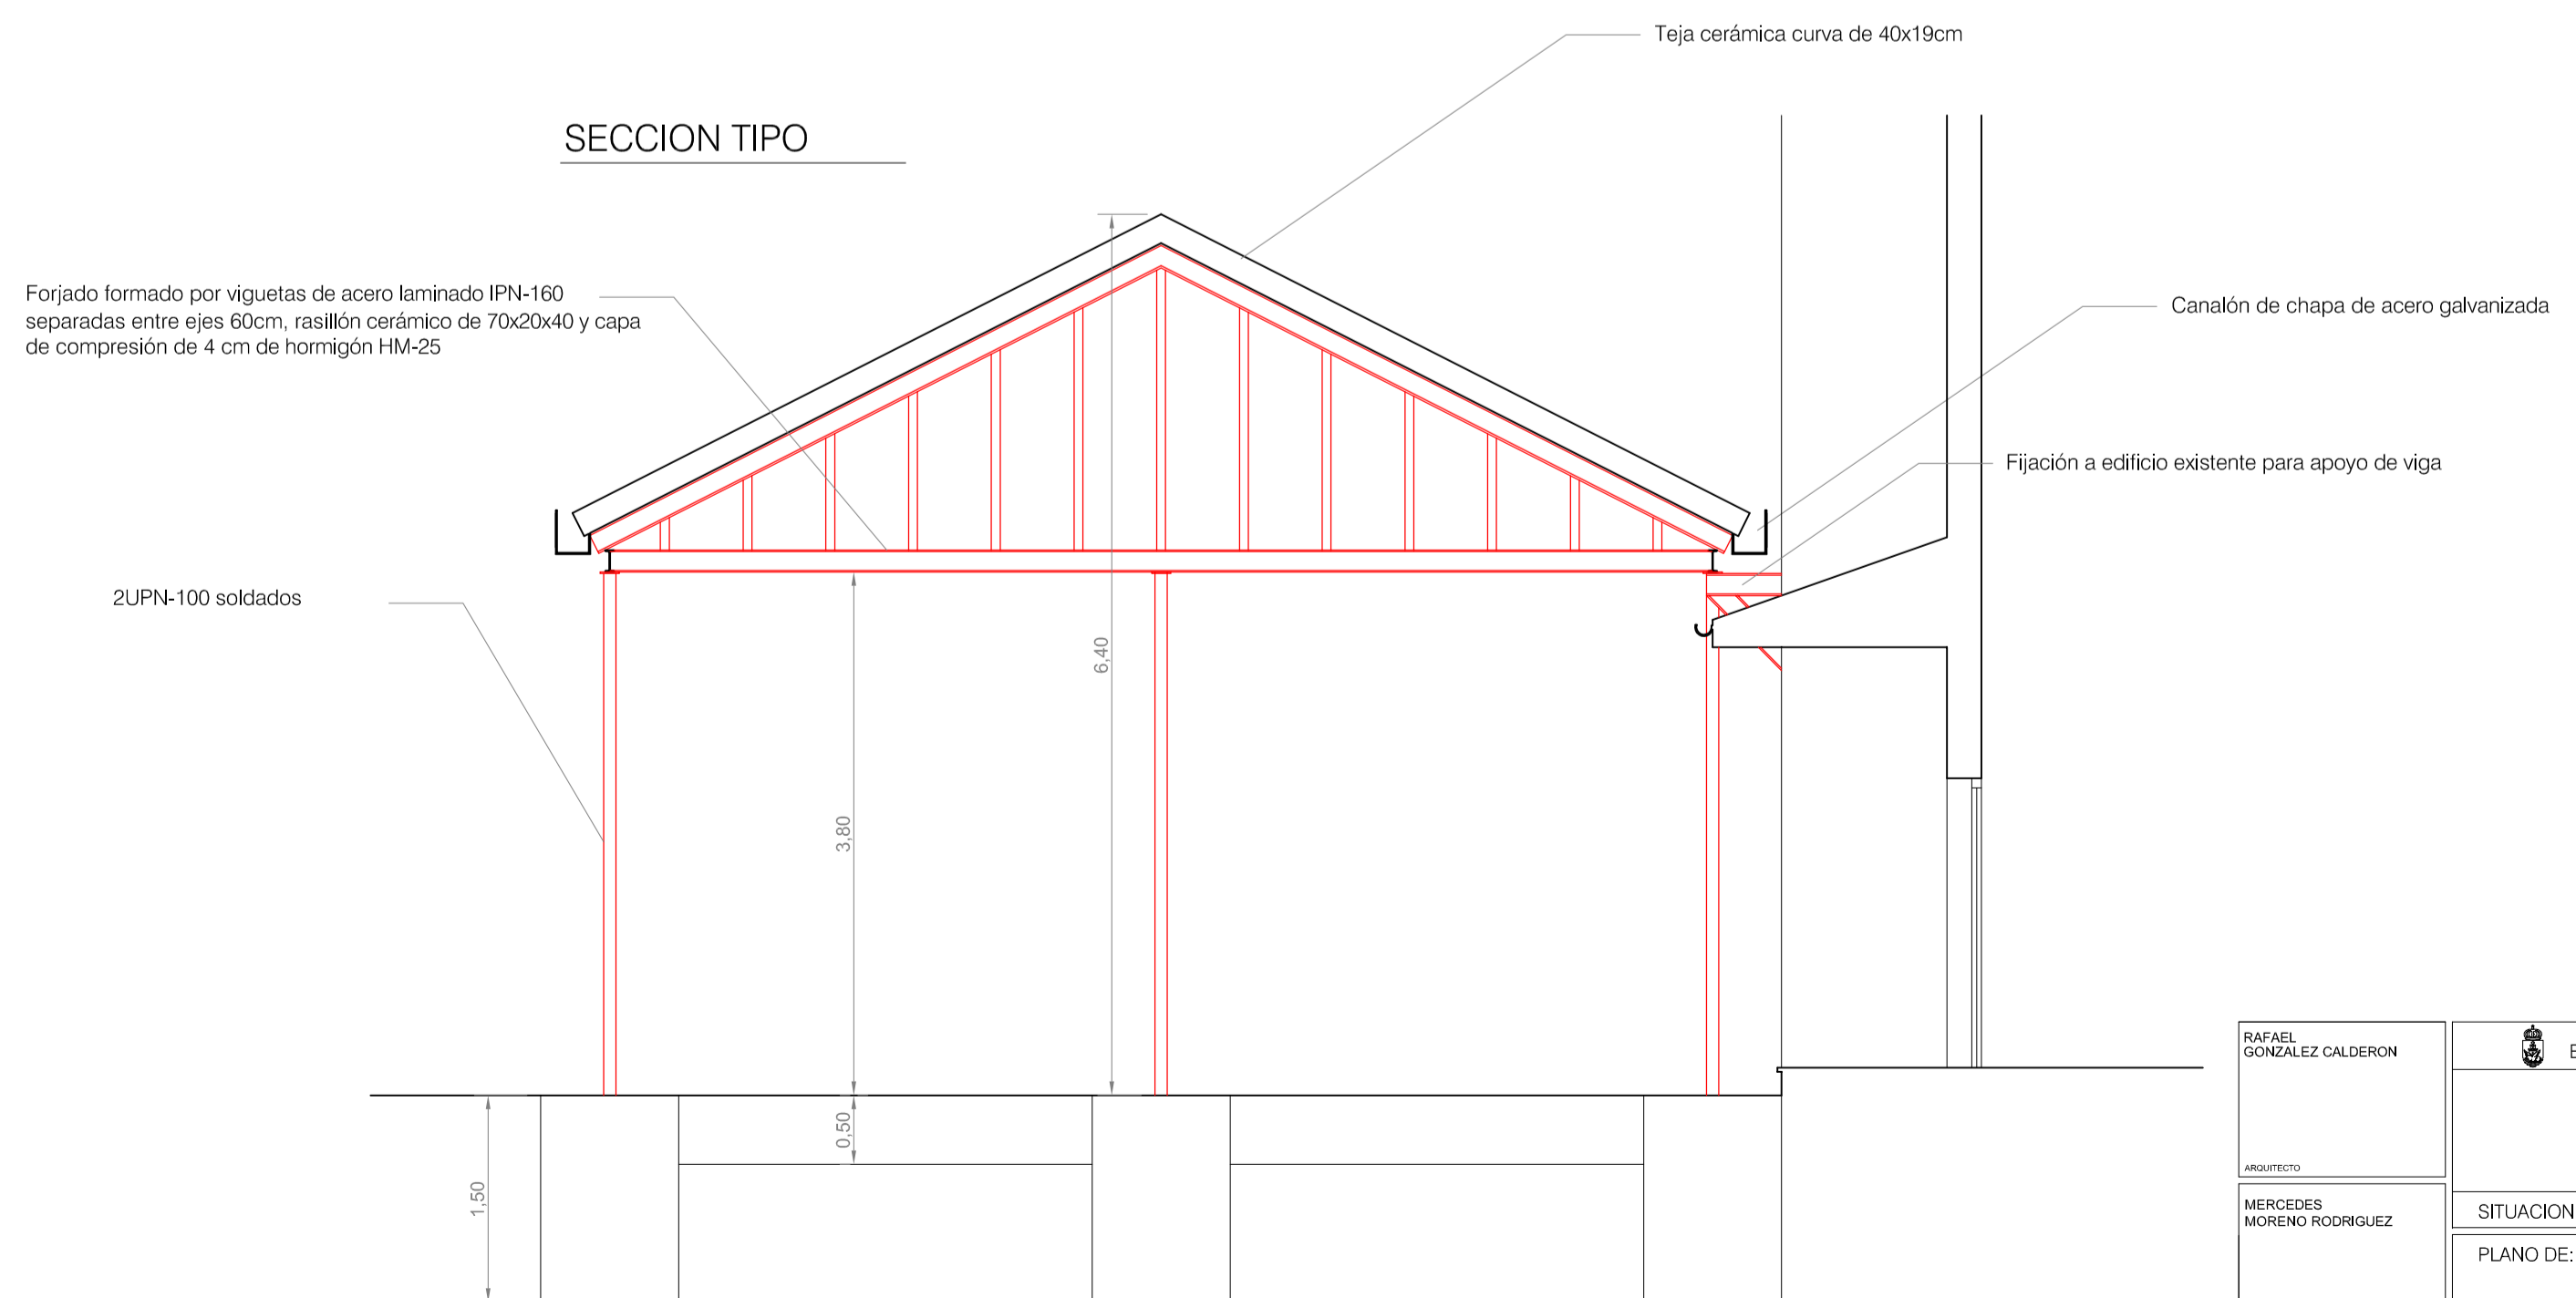 Teja cerámica curva de 40x19cm
SECCION TIPO
Forjado formado por viguetas de acero laminado IPN-160
separadas entre ejes 60cm, rasillón cerámico de 70x20x40 y capa
de compresión de 4 cm de hormigón HM-25
Canalón de chapa de acero galvanizada
Fijación a edificio existente para apoyo de viga
2UPN-100 soldados
6,40
3,80
0,50
1,50
RAFAEL
GONZALEZ CALDERON
ARQUITECTO
MERCEDES
MORENO RODRIGUEZ
SITUACION
PLANO DE: